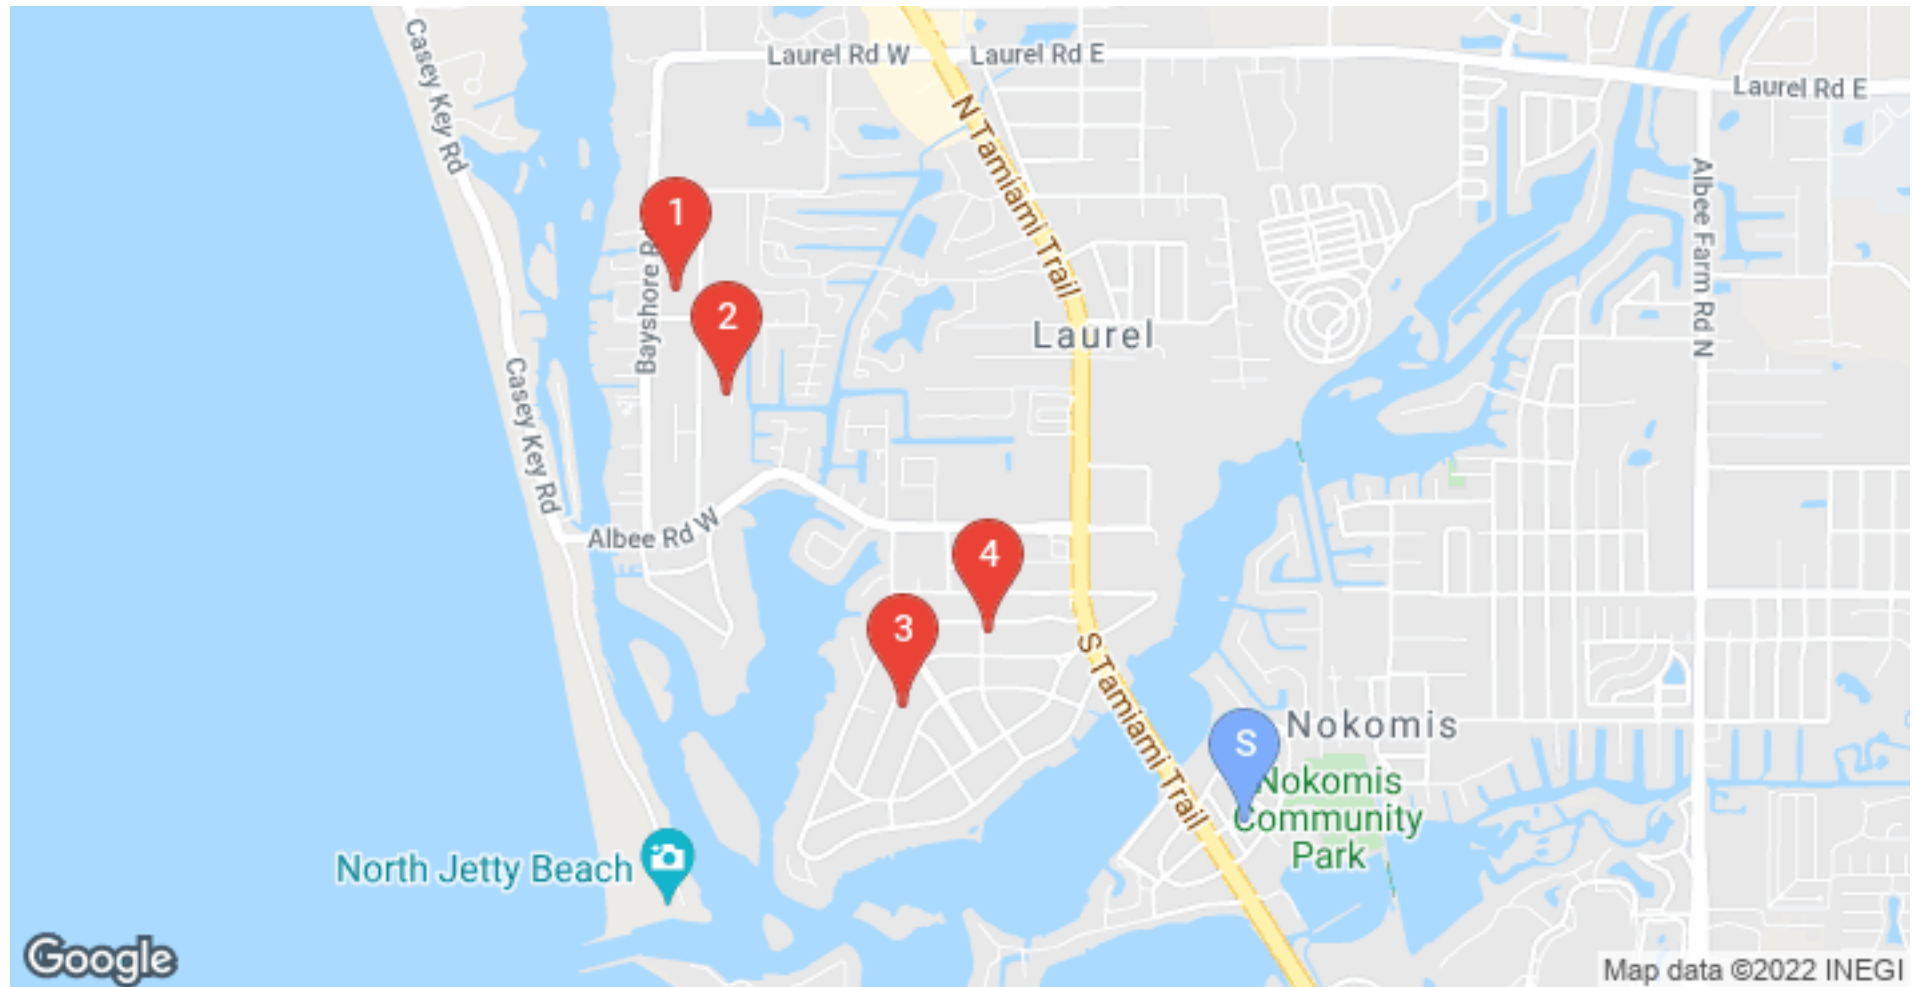 Casey Key Rd
Laurel Rd W
Laurel Rd E
Laurel Rd E
N Tamiami Trail
Albee Farm Rd N
1
Bayshore R
2
Laurel
Casey Key Rd
Albee Rd W
4
3
S Tamiami Trail
Nokomis
S
Nokomis
Community
Park
North Jetty Beach
Google
Map data ©2022 INEGI